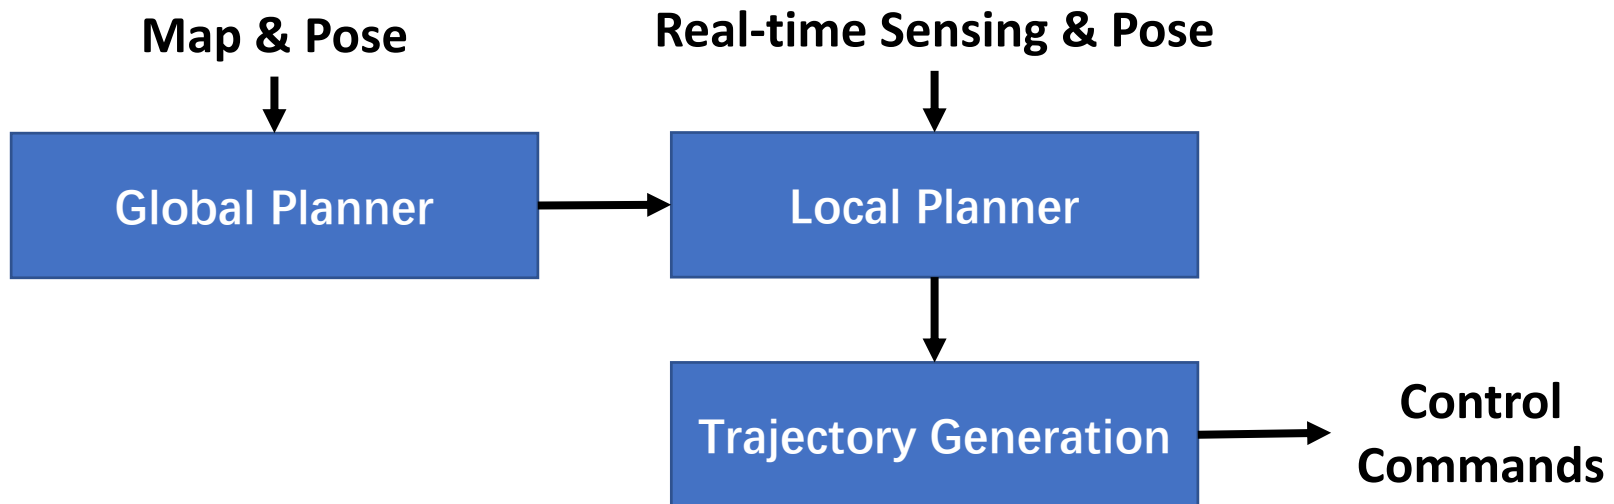 Map & Pose
Real-time Sensing & Pose
Global Planner
Local Planner
Trajectory Generation
Control
Commands